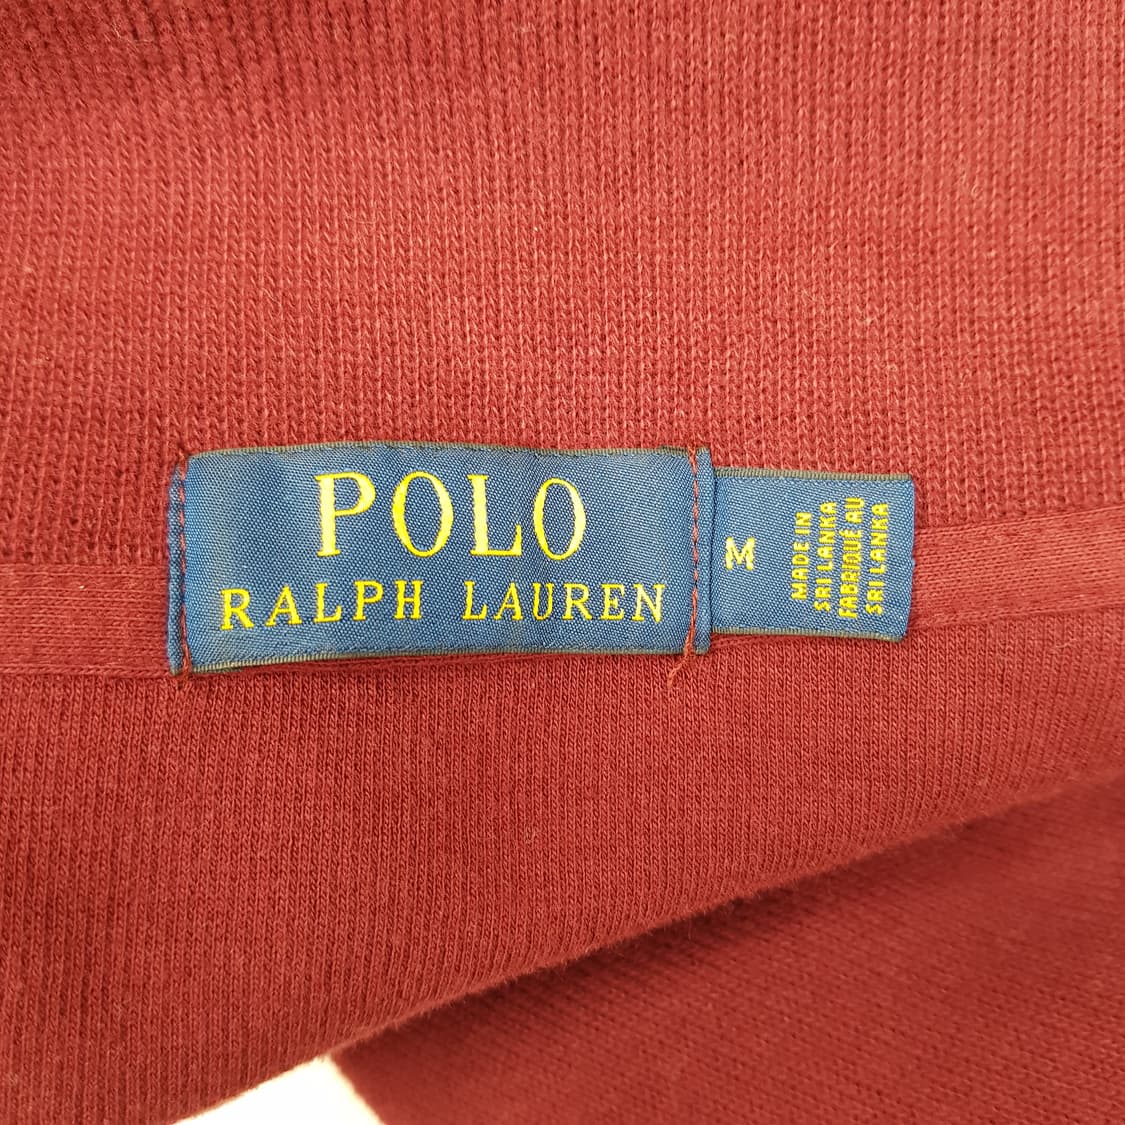 POLO
RALPH LAUREN
M
MADE IN
SRI LANKA
FABRIQUÉ AU
SRI LANKA